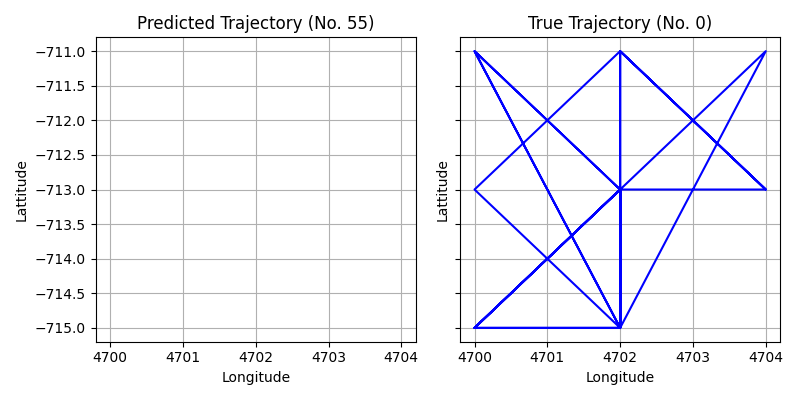 Predicted Trajectory (No. 55)
True Trajectory (No. 0)
−711.0
−711.5
−712.0
−712.5
−713.0
−713.5
−714.0
−714.5
−715.0
Lattitude
Lattitude
4700 4701 4702 4703 4704
4700 4701 4702 4703 4704
Longitude
Longitude